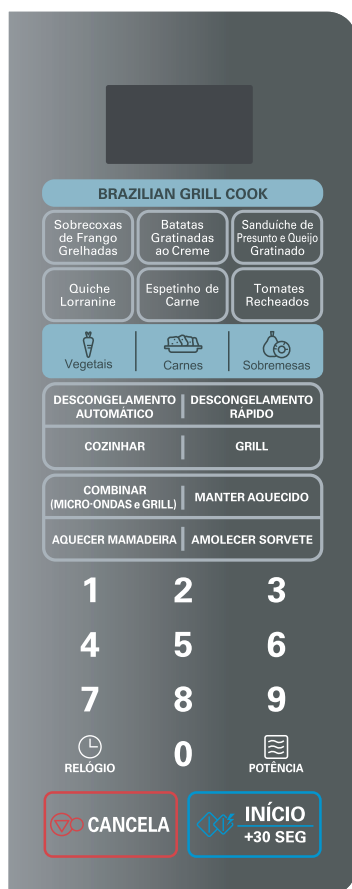 BRAZILIAN GRILL COOK
Sobrecoxas
de Frango
Grelhadas
Batatas
Gratinadas
ao Creme
Sanduíche de
Presunto e Queijo
Gratinado
Quiche
Lorranine
Espetinho de
Carne
Tomates
Recheados
Vegetais
Carnes
Sobremesas
DESCONGELAMENTO
AUTOMÁTICO
DESCONGELAMENTO
RÁPIDO
COZINHAR
GRILL
COMBINAR
(MICRO-ONDAS e GRILL)
MANTER AQUECIDO
AQUECER MAMADEIRA
AMOLECER SORVETE
1 2 3
4 5 6
7 8 9
RELÓGIO
0
POTÊNCIA
CANCELA
INÍCIO
+30 SEG